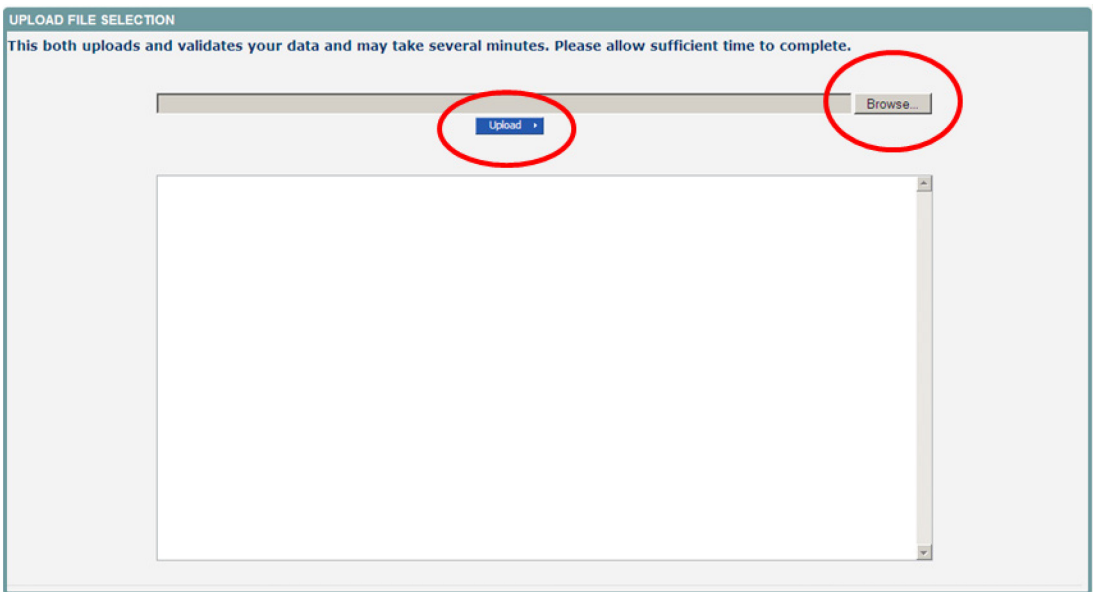 UPLOAD FILE SELECTION
This both uploads and validates your data and may take several minutes. Please allow sufficient time to complete.
Browse...
Upload